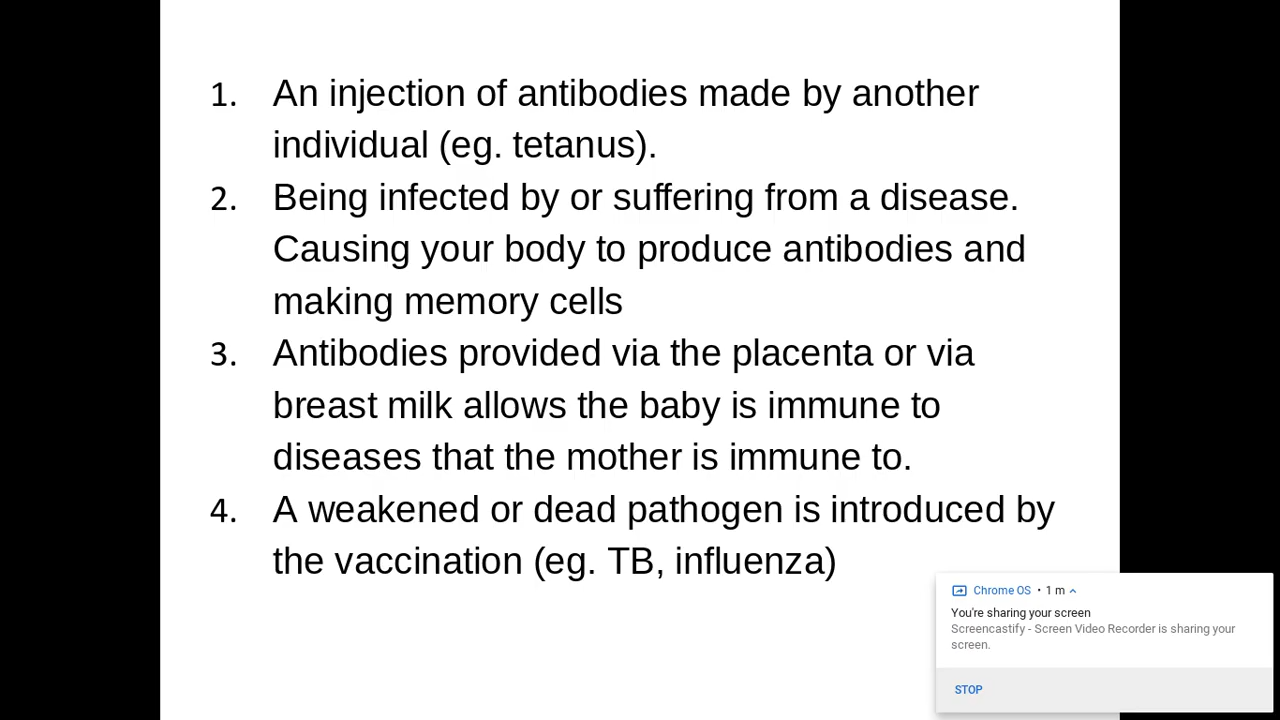 1. An injection of antibodies made by another
individual (eg. tetanus).
2. Being infected by or suffering from a disease.
Causing your body to produce antibodies and
making memory cells
3. Antibodies provided via the placenta or via
breast milk allows the baby is immune to
diseases that the mother is immune to.
4. A weakened or dead pathogen is introduced by
the vaccination (eg. TB, influenza)
Chrome OS • 1 m
You're sharing your screen
Screencastify - Screen Video Recorder is sharing your
screen.
STOP